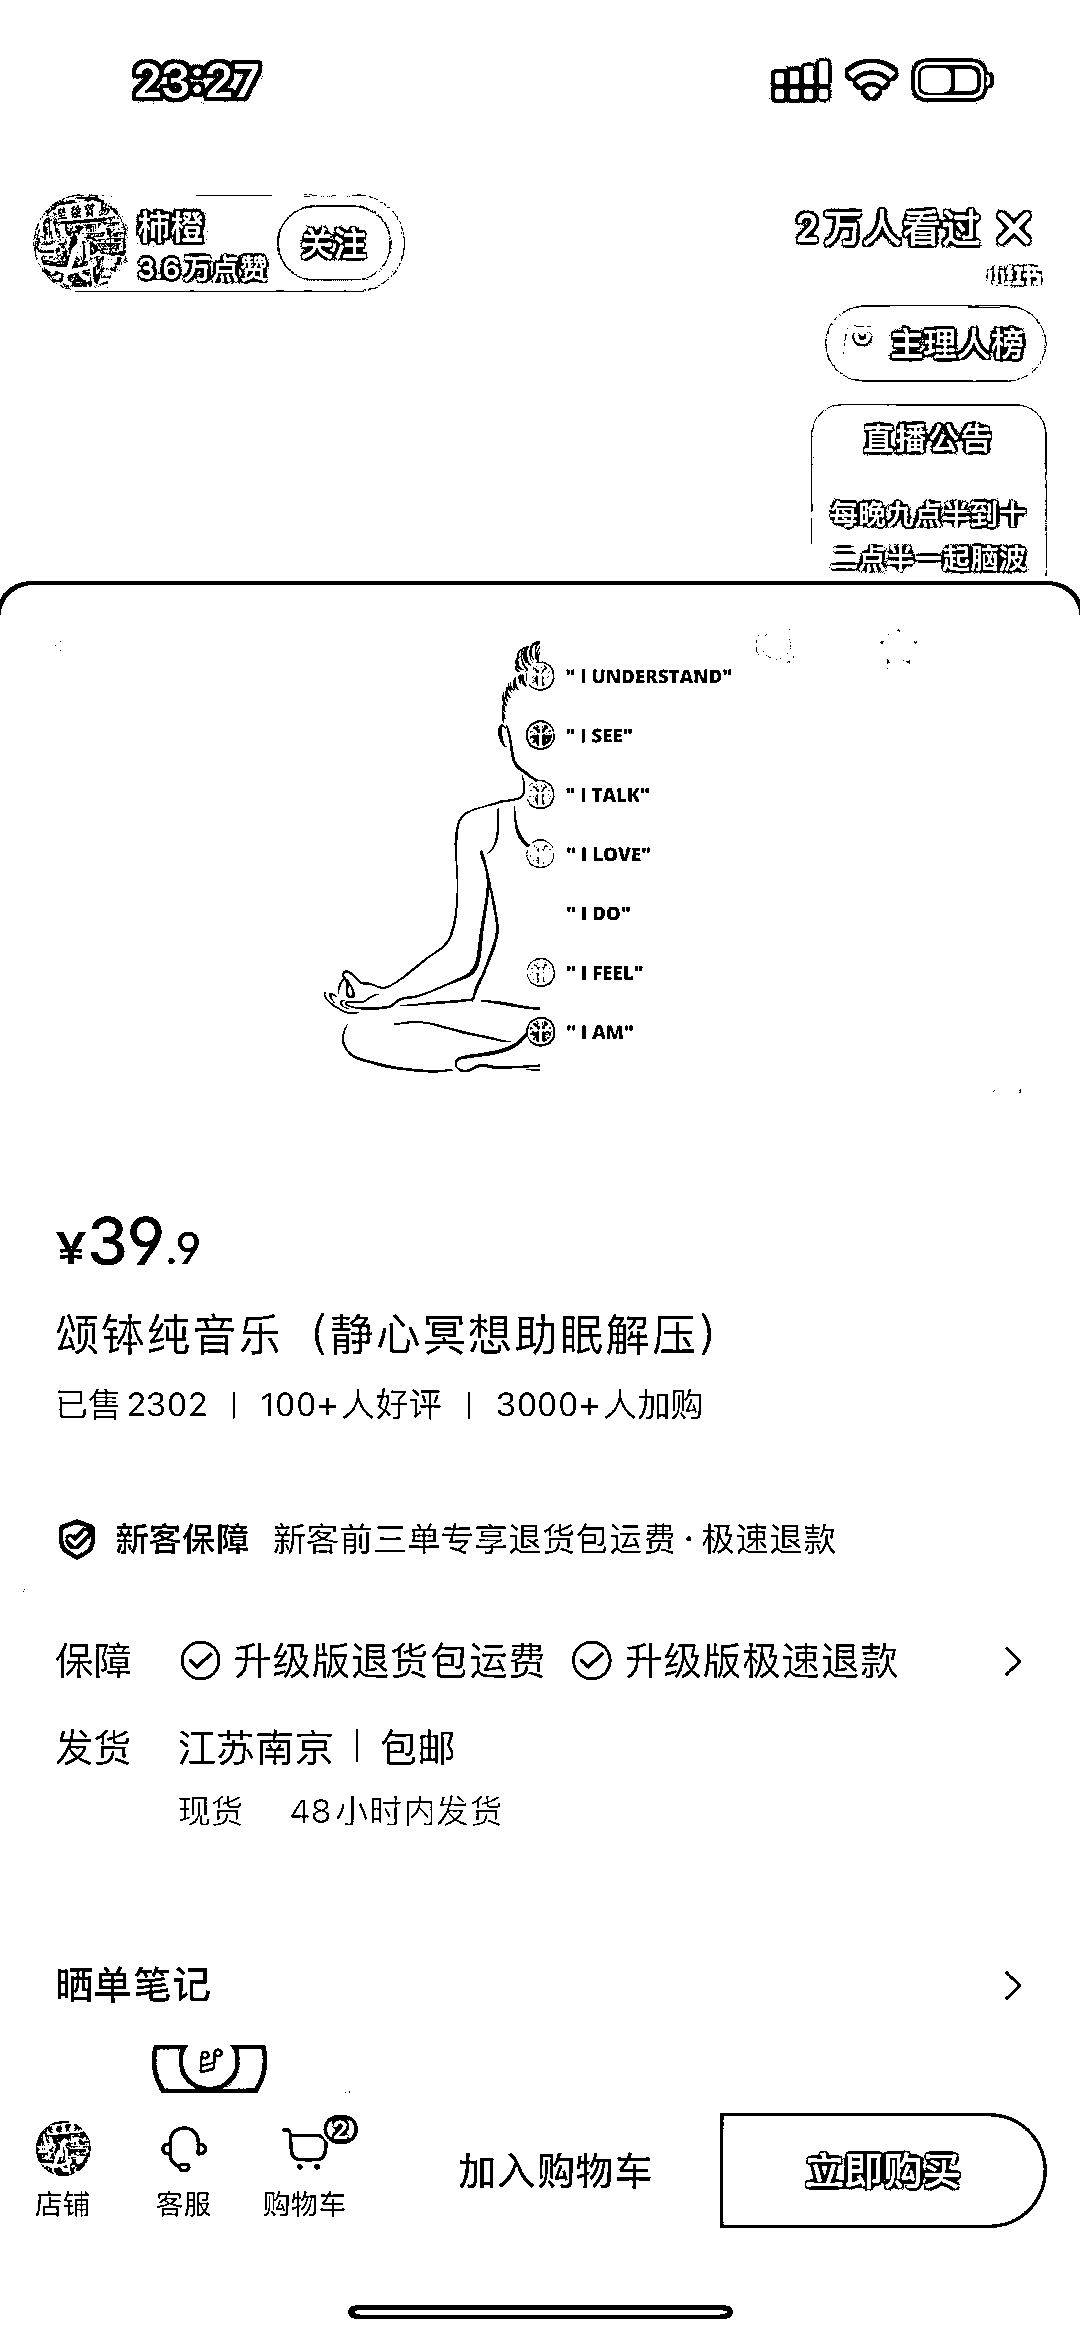 23:27
柿橙
3.6万点赞
关注
2万人看过
小红书
主理人榜
直播公告
每晚九点半到十
二点半一起脑波
" I UNDERSTAND"
" I SEE"
" I TALK"
" I LOVE"
" I DO"
" I FEEL"
" I AM"
¥39.9
颂钵纯音乐（静心冥想助眠解压）
已售2302 | 100+人好评 | 3000+人加购
新客保障 新客前三单专享退货包运费·极速退款
保障 升级版退货包运费 升级版极速退款
发货 江苏南京 | 包邮
现货 48小时内发货
晒单笔记
2
店铺
客服
购物车
加入购物车
立即购买